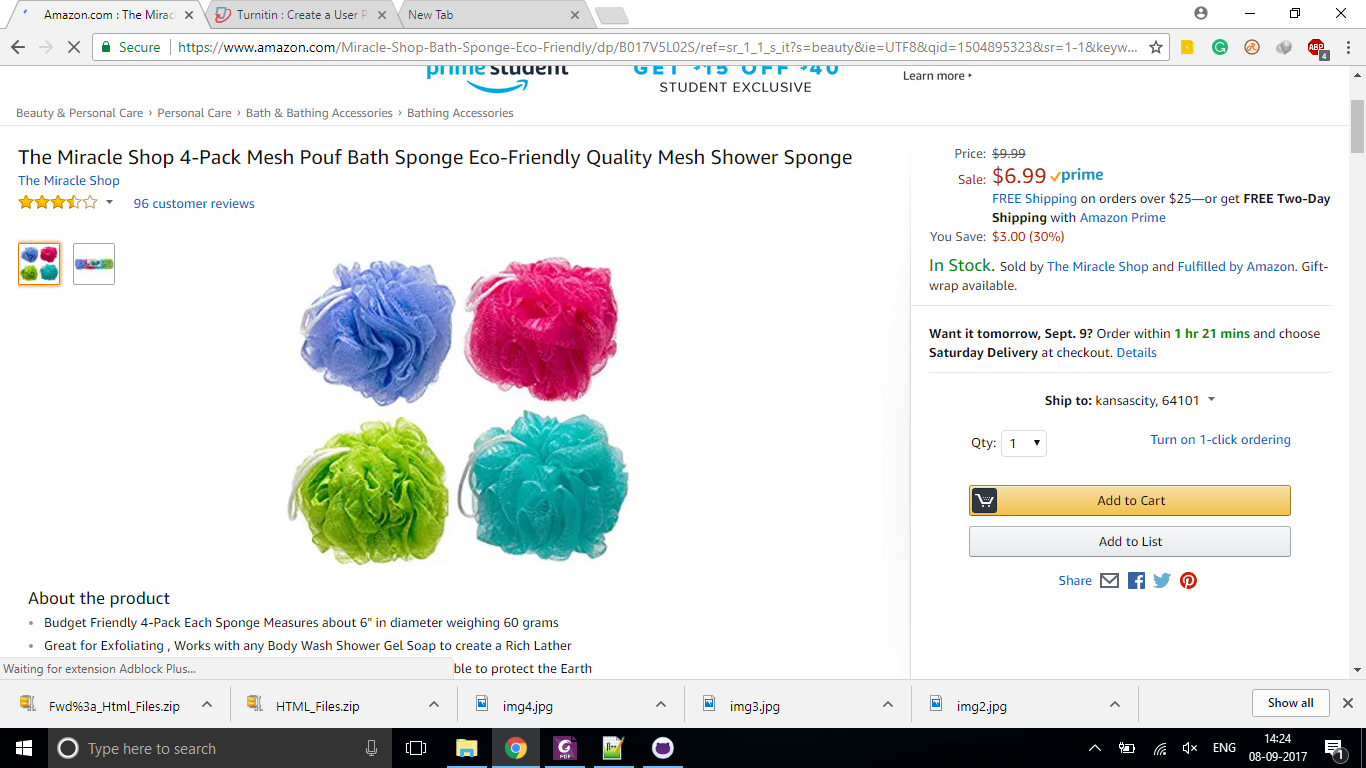 Amazon.com : The Mirac
Turnitin : Create a User P
New Tab
Secure
https://www.amazon.com/Miracle-Shop-Bath-Sponge-Eco-Friendly/dp/B017V5L02S/ref=sr_1_1_s_it?s=beauty&ie=UTF8&qid=1504895323&sr=1-1&keyw...
ABP
4
prime student
GET $15 OFF $40
STUDENT EXCLUSIVE
Learn more
Beauty & Personal Care › Personal Care › Bath & Bathing Accessories › Bathing Accessories
The Miracle Shop 4-Pack Mesh Pouf Bath Sponge Eco-Friendly Quality Mesh Shower Sponge
The Miracle Shop
96 customer reviews
Price: $9.99
Sale: $6.99 prime
FREE Shipping on orders over $25—or get FREE Two-Day
Shipping with Amazon Prime
You Save: $3.00 (30%)
In Stock. Sold by The Miracle Shop and Fulfilled by Amazon. Gift-
wrap available.
Want it tomorrow, Sept. 9? Order within 1 hr 21 mins and choose
Saturday Delivery at checkout. Details
Ship to: kansascity, 64101
Qty: 1
Turn on 1-click ordering
Add to Cart
Add to List
Share
About the product
Budget Friendly 4-Pack Each Sponge Measures about 6" in diameter weighing 60 grams
Great for Exfoliating , Works with any Body Wash Shower Gel Soap to create a Rich Lather
ble to protect the Earth
Waiting for extension Adblock Plus...
Fwd%3a_Html_Files.zip
HTML_Files.zip
img4.jpg
img3.jpg
img2.jpg
Show all
Type here to search
PDF
ENG
14:24
08-09-2017
1